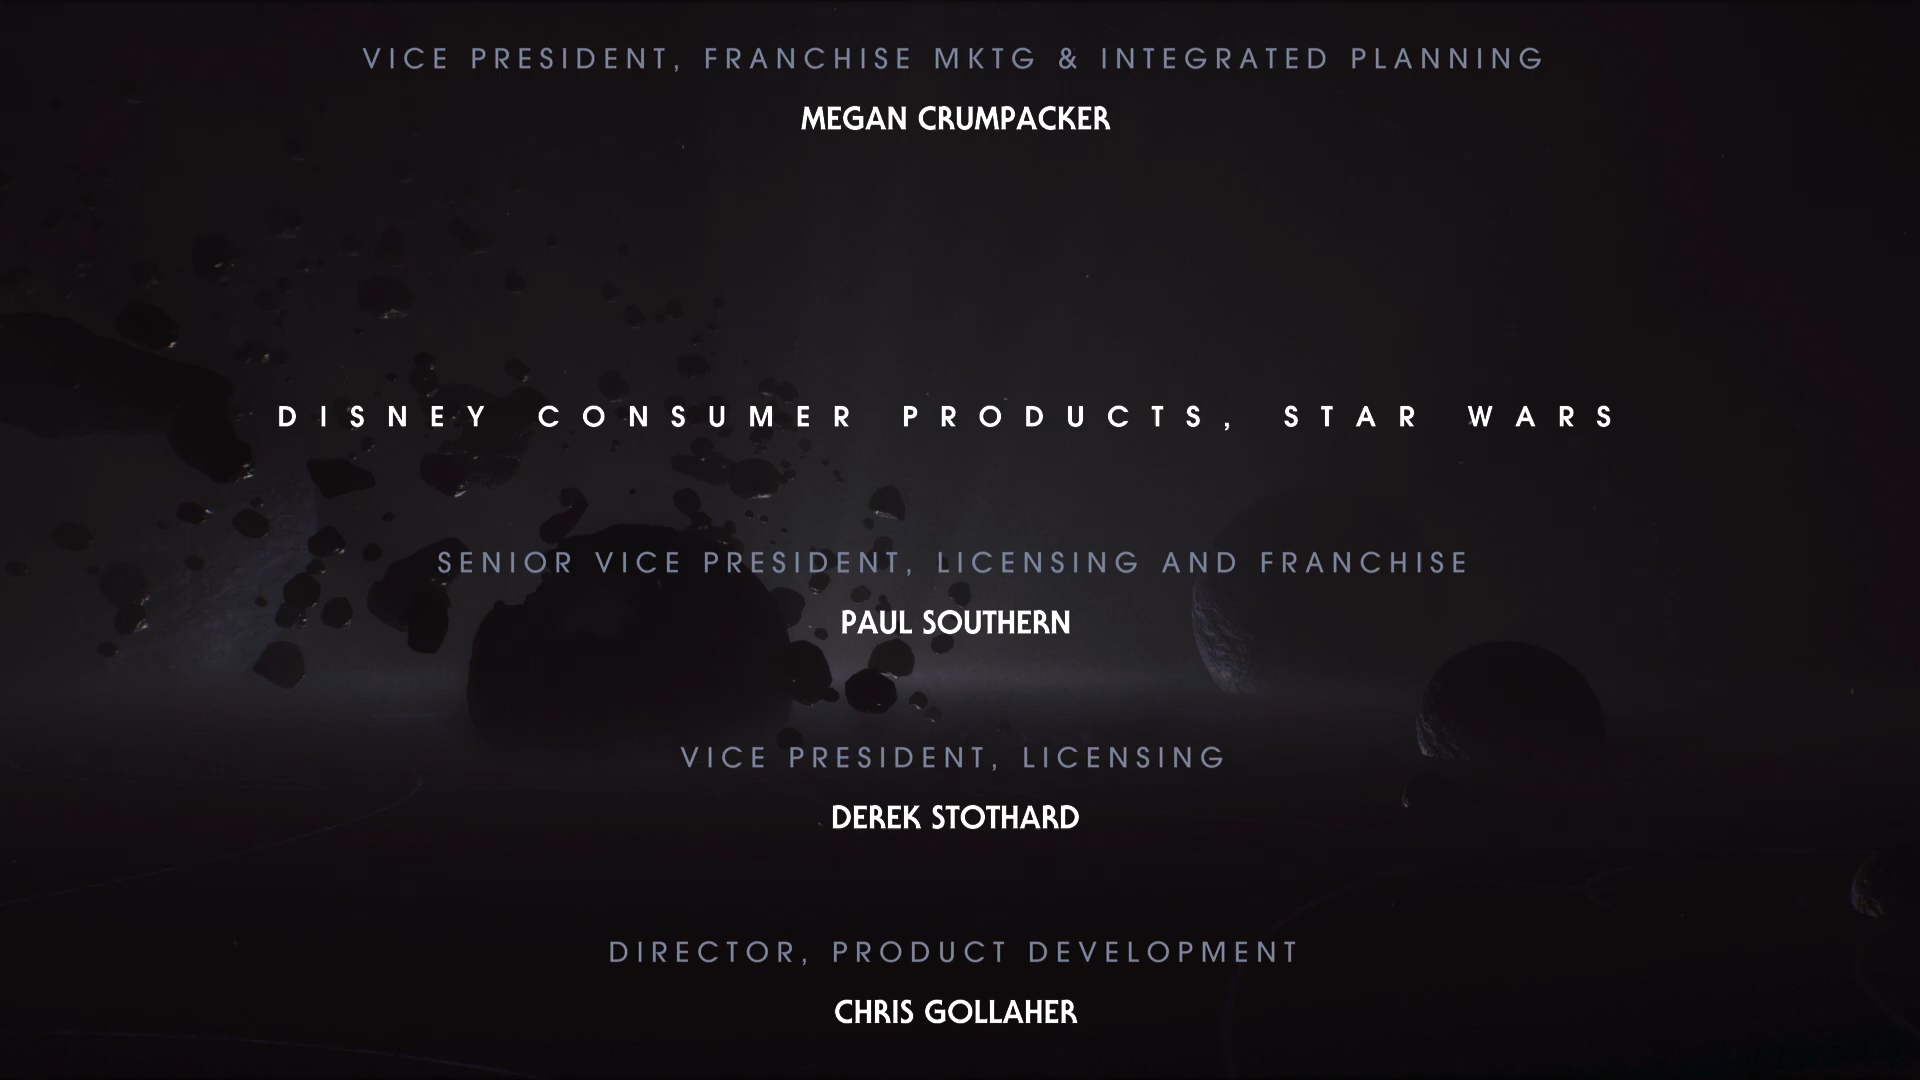 VICE PRESIDENT, FRANCHISE MKTG & INTEGRATED PLANNING
MEGAN CRUMPACKER
DISNEY CONSUMER PRODUCTS, STAR WARS
SENIOR VICE PRESIDENT, LICENSING AND FRANCHISE
PAUL SOUTHERN
VICE PRESIDENT, LICENSING
DEREK STOTHARD
DIRECTOR, PRODUCT DEVELOPMENT
CHRIS GOLLAHER